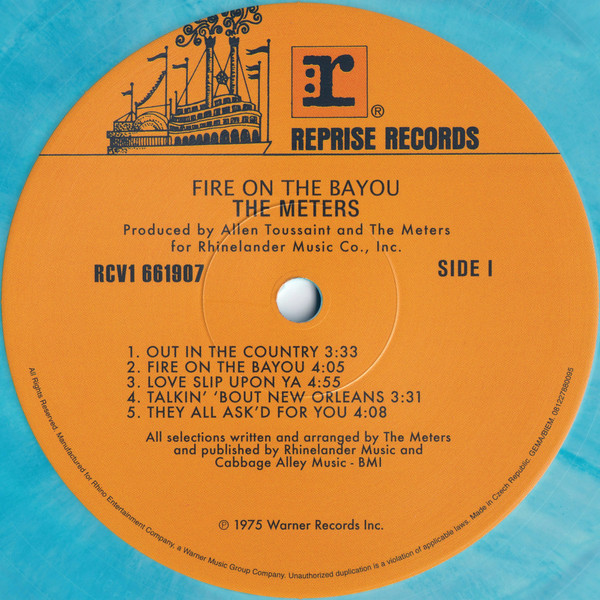 r
®
REPRISE RECORDS
FIRE ON THE BAYOU
THE METERS
Produced by Allen Toussaint and The Meters
for Rhinelander Music Co., Inc.
RCV1 661907
SIDE I
1. OUT IN THE COUNTRY 3:33
2. FIRE ON THE BAYOU 4:05
3. LOVE SLIP UPON YA 4:55
4. TALKIN' 'BOUT NEW ORLEANS 3:31
5. THEY ALL ASK'D FOR YOU 4:08
All selections written and arranged by The Meters
and published by Rhinelander Music and
Cabbage Alley Music - BMI
℗ 1975 Warner Records Inc.
All Rights Reserved. Manufactured for Rhino Entertainment Company, a Warner Music Group Company. Unauthorized duplication is a violation of applicable laws. Made in Czech Republic. GEMA/BIEM. 081227880095